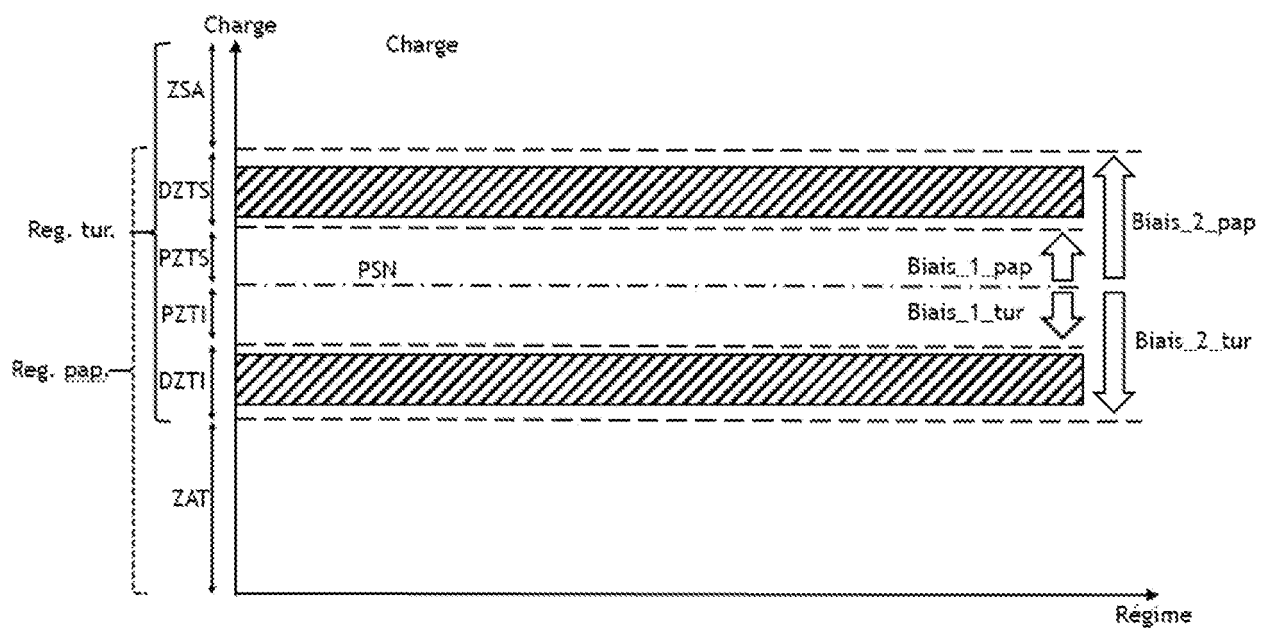 Charge
Charge
ZSA
DZTS
Reg. tur.
Biais_2_pap
PZTS
PSN
Biais_1_pap
PZTI
Biais_1_tur
Biais_2_tur
Reg. pap.
DZTI
ZAT
Régime